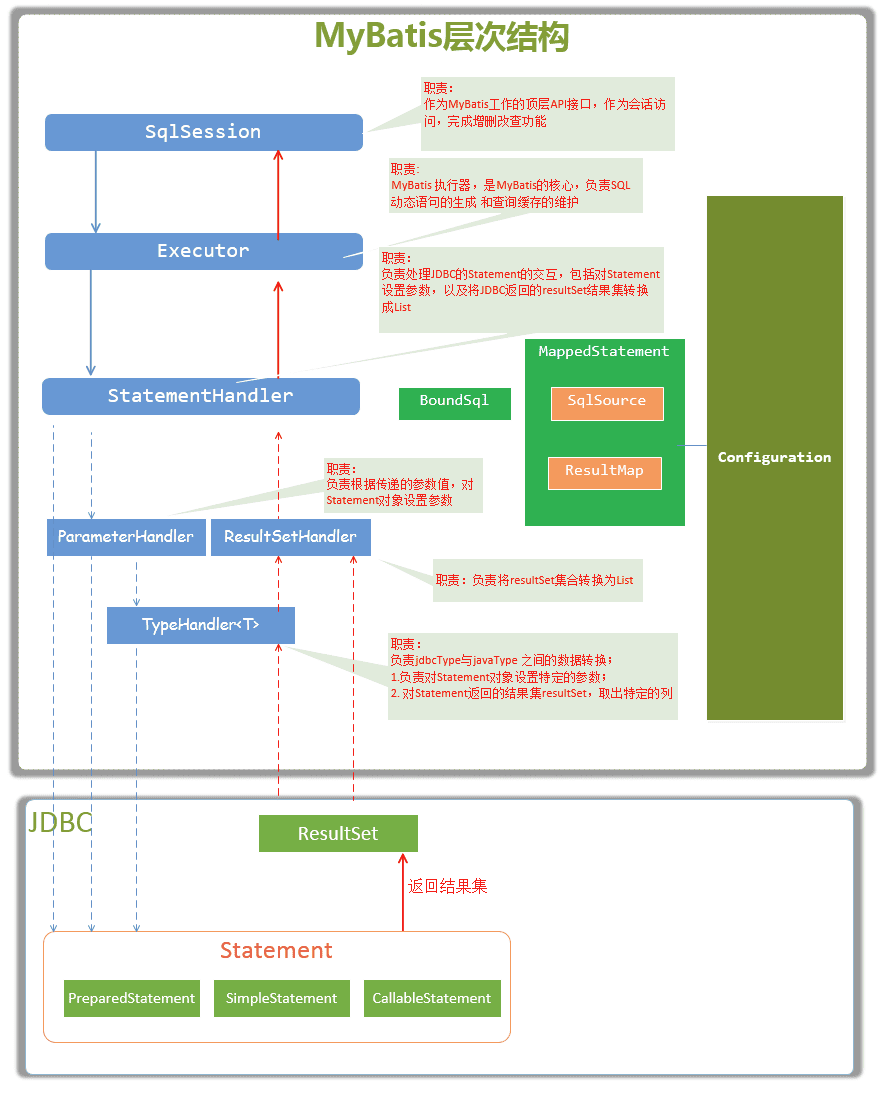 MyBatis层次结构
职责：
作为MyBatis工作的顶层API接口，作为会话访
问，完成增删改查功能
SqlSession
职责:
MyBatis 执行器，是MyBatis的核心，负责SQL
动态语句的生成 和查询缓存的维护
Executor
职责：
负责处理JDBC的Statement的交互，包括对Statement
设置参数，以及将JDBC返回的resultSet结果集转换
成List
MappedStatement
StatementHandler
BoundSql
SqlSource
Configuration
ResultMap
职责：
负责根据传递的参数值，对
Statement对象设置参数
ParameterHandler
ResultSetHandler
职责：负责将resultSet集合转换为List
TypeHandler<T>
职责：
负责jdbcType与javaType 之间的数据转换；
1.负责对Statement对象设置特定的参数；
2. 对Statement返回的结果集resultSet，取出特定的列
JDBC
ResultSet
返回结果集
Statement
PreparedStatement
SimpleStatement
CallableStatement